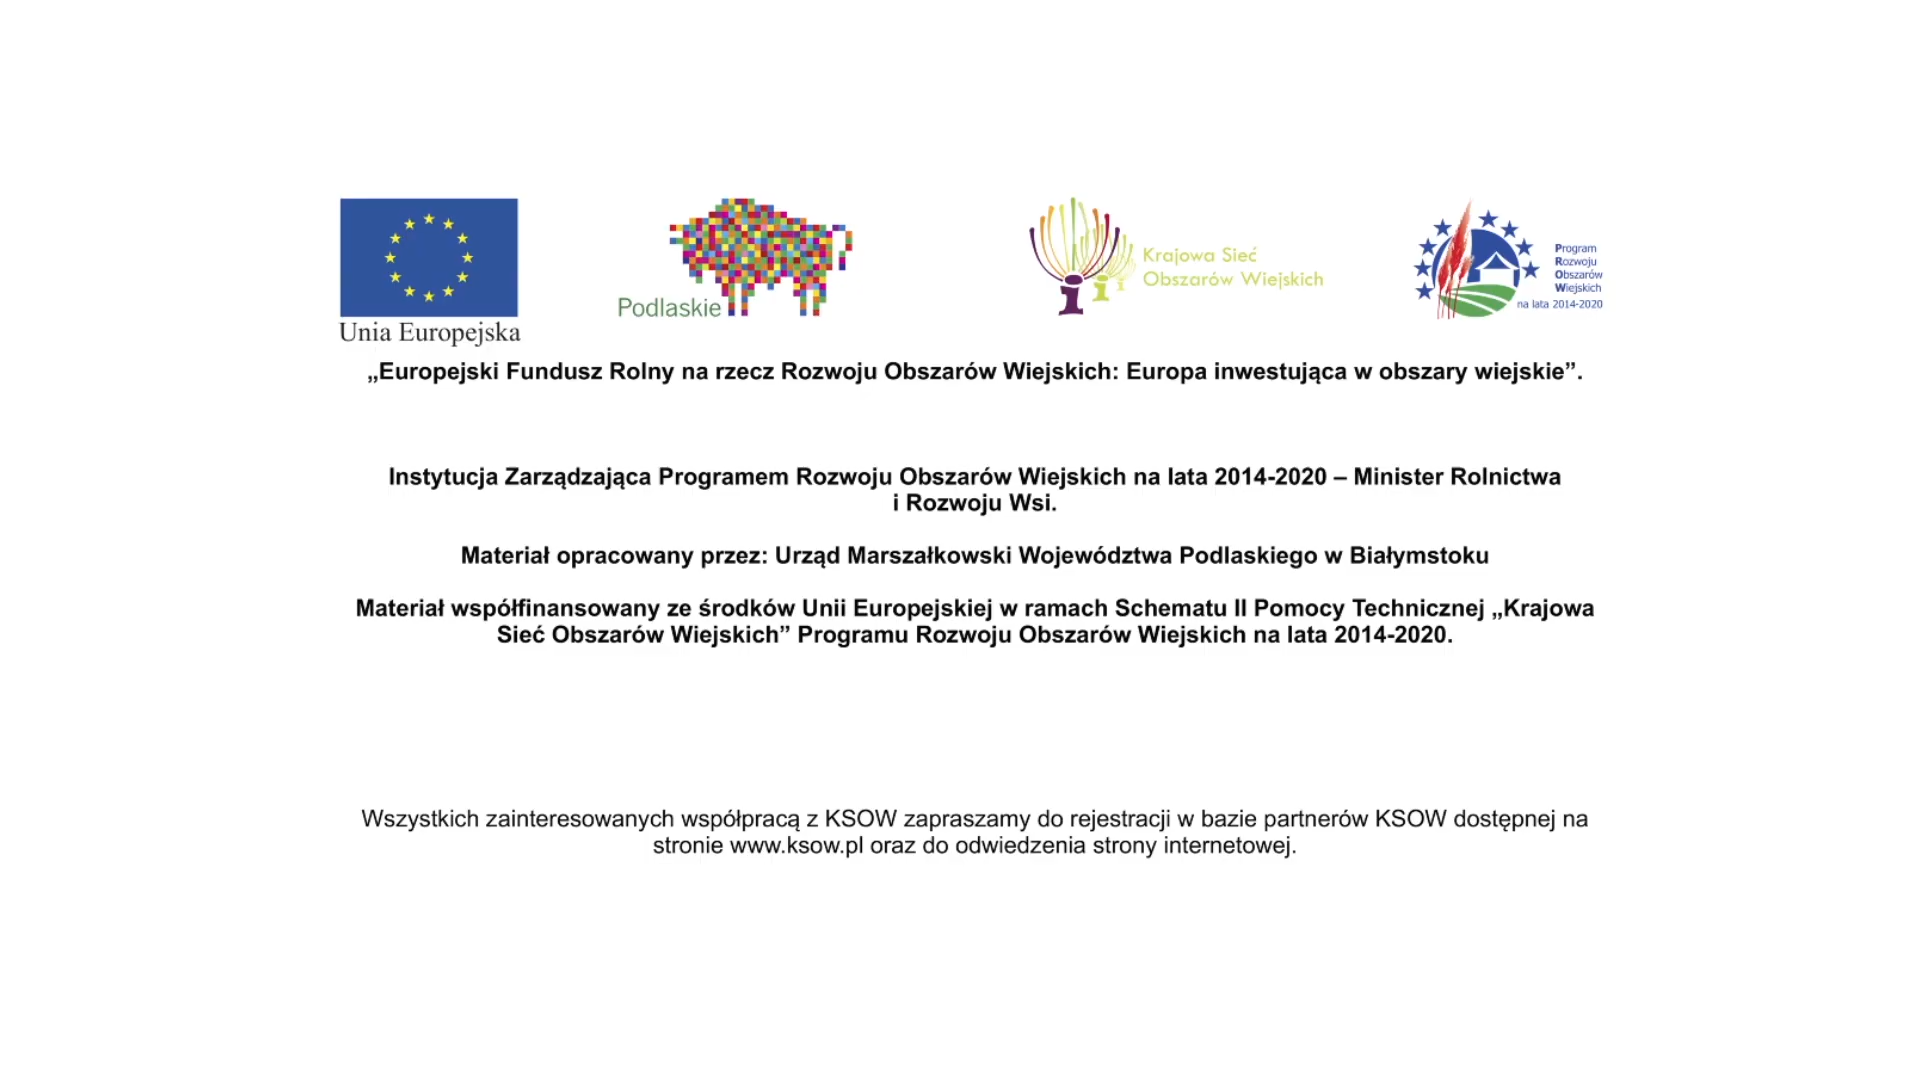 Unia Europejska
Podlaskie
Krajowa Sieć
Obszarów Wiejskich
Program
Rozwoju
Obszarów
Wiejskich
na lata 2014-2020
„Europejski Fundusz Rolny na rzecz Rozwoju Obszarów Wiejskich: Europa inwestująca w obszary wiejskie”.
Instytucja Zarządzająca Programem Rozwoju Obszarów Wiejskich na lata 2014-2020 – Minister Rolnictwa
i Rozwoju Wsi.
Materiał opracowany przez: Urząd Marszałkowski Województwa Podlaskiego w Białymstoku
Materiał współfinansowany ze środków Unii Europejskiej w ramach Schematu II Pomocy Technicznej „Krajowa
Sieć Obszarów Wiejskich” Programu Rozwoju Obszarów Wiejskich na lata 2014-2020.
Wszystkich zainteresowanych współpracą z KSOW zapraszamy do rejestracji w bazie partnerów KSOW dostępnej na
stronie www.ksow.pl oraz do odwiedzenia strony internetowej.